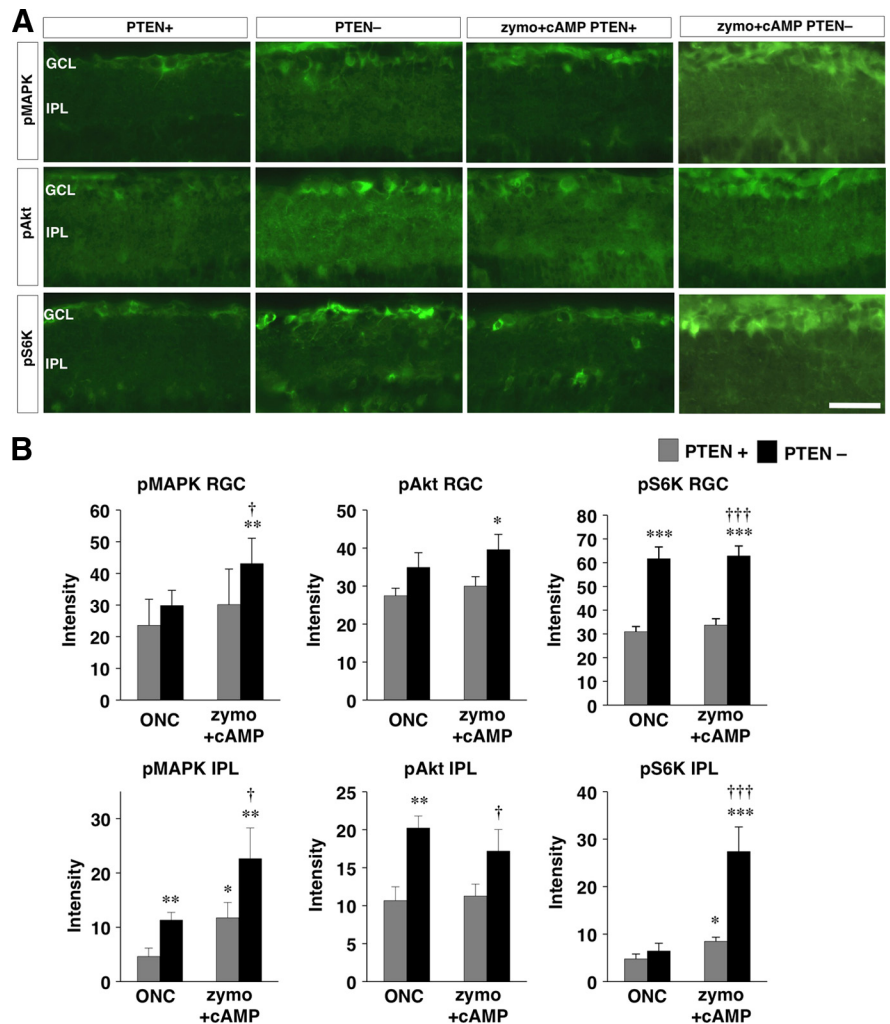 A
PTEN+ PTEN– zymo+cAMP PTEN+ zymo+cAMP PTEN–
pMAPK
GCL
IPL
pAkt
GCL
IPL
pS6K
GCL
IPL
B
PTEN + PTEN –
pMAPK RGC
Intensity
60
50
40
30
20
10
0
†
**
ONC zymo
+cAMP
pAkt RGC
Intensity
50
40
30
20
10
0
*
ONC zymo
+cAMP
pS6K RGC
Intensity
80
70
60
50
40
30
20
10
0
***
†††
***
ONC zymo
+cAMP
pMAPK IPL
Intensity
30
20
10
0
**
*
†
**
ONC zymo
+cAMP
pAkt IPL
Intensity
25
20
15
10
5
0
**
†
ONC zymo
+cAMP
pS6K IPL
Intensity
40
30
20
10
0
*
†††
***
ONC zymo
+cAMP